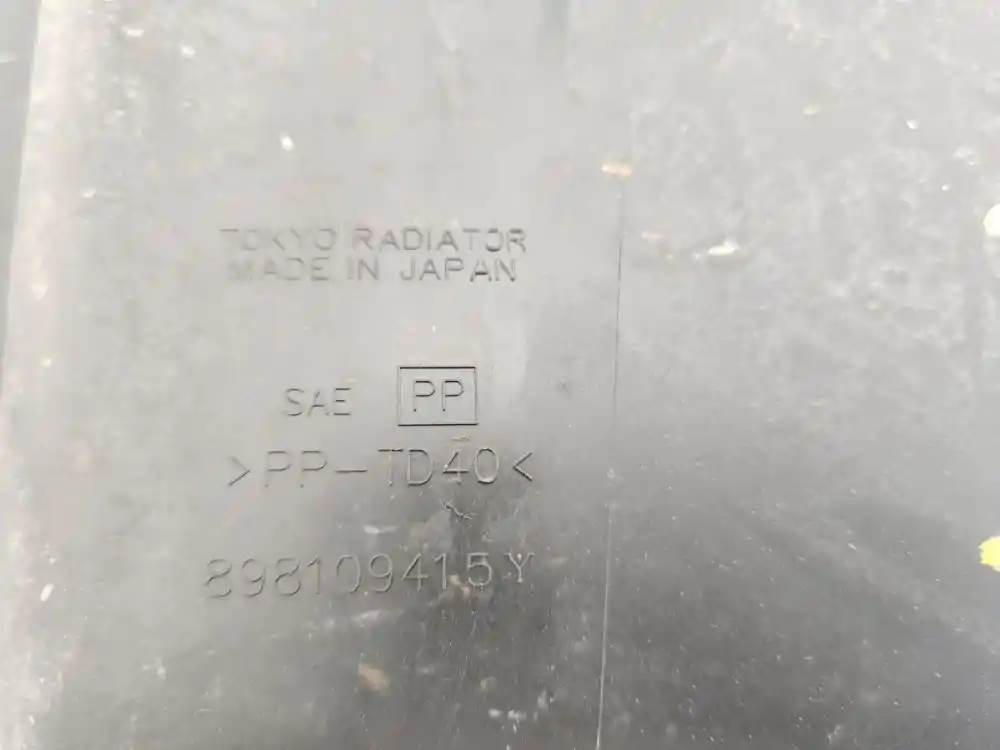 TOKYO RADIATOR
MADE IN JAPAN
SAE PP
>PP-TD40<
898109415Y